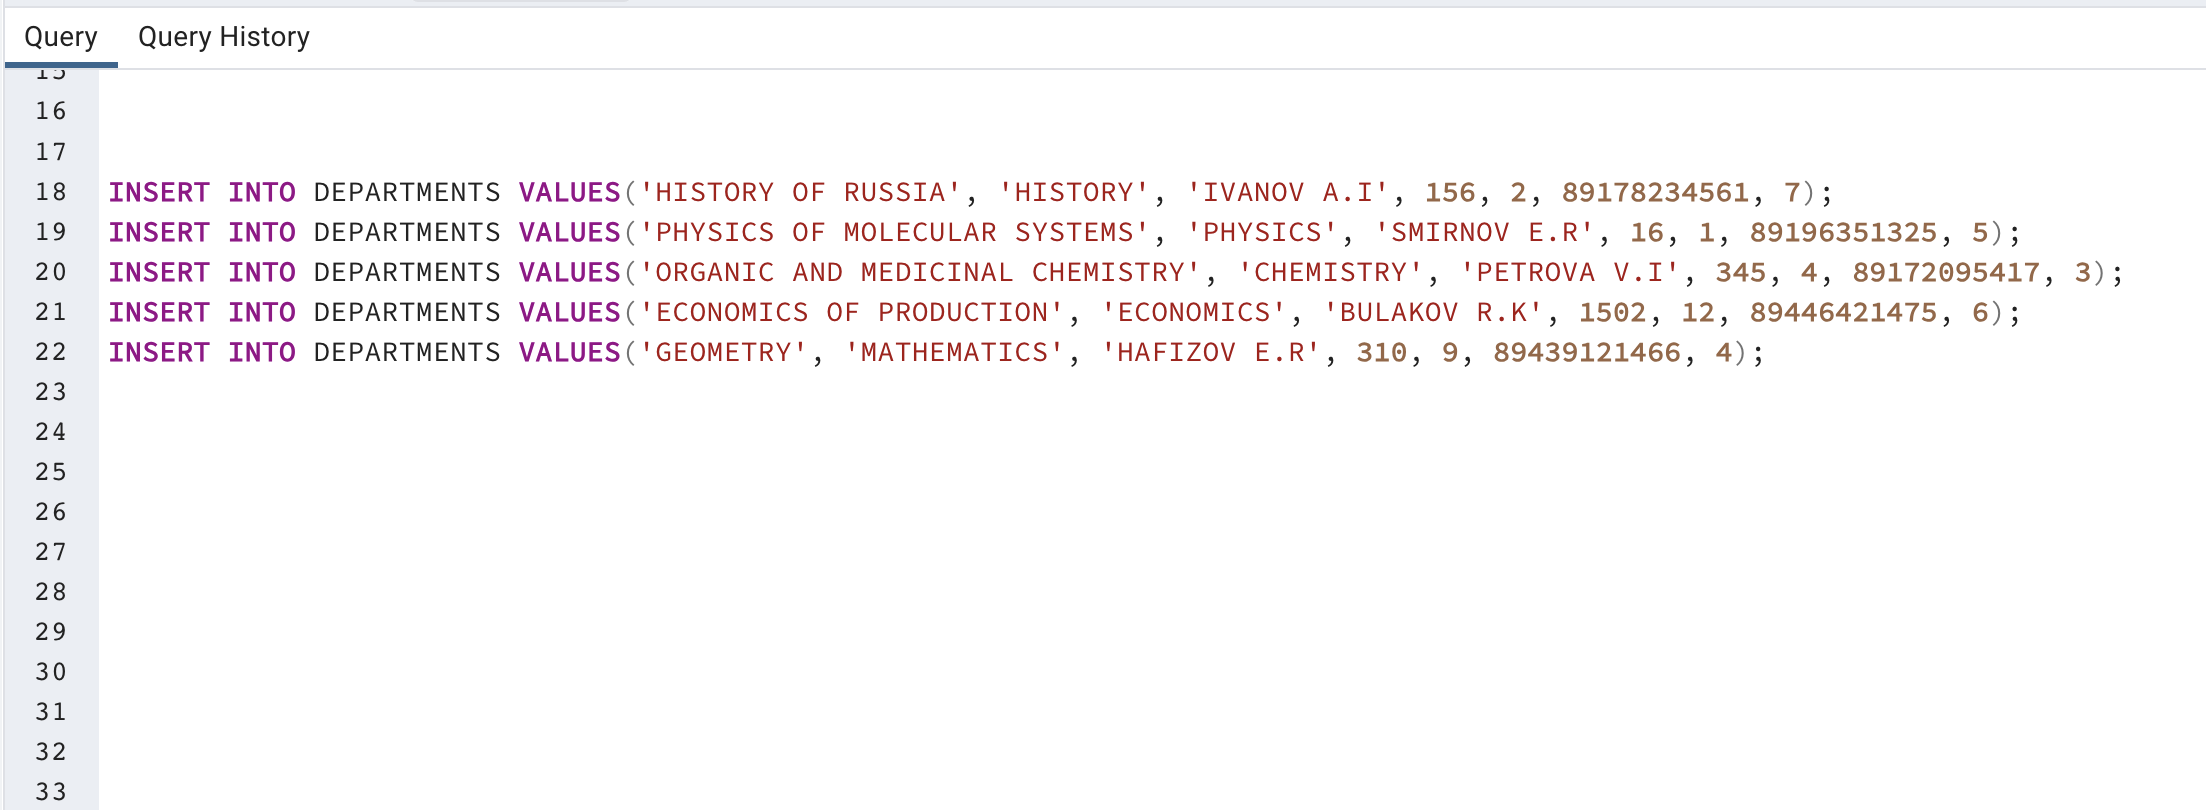 Query Query History
15
16
17
18 INSERT INTO DEPARTMENTS VALUES('HISTORY OF RUSSIA', 'HISTORY', 'IVANOV A.I', 156, 2, 89178234561, 7);
19 INSERT INTO DEPARTMENTS VALUES('PHYSICS OF MOLECULAR SYSTEMS', 'PHYSICS', 'SMIRNOV E.R', 16, 1, 89196351325, 5);
20 INSERT INTO DEPARTMENTS VALUES('ORGANIC AND MEDICINAL CHEMISTRY', 'CHEMISTRY', 'PETROVA V.I', 345, 4, 89172095417, 3);
21 INSERT INTO DEPARTMENTS VALUES('ECONOMICS OF PRODUCTION', 'ECONOMICS', 'BULAKOV R.K', 1502, 12, 89446421475, 6);
22 INSERT INTO DEPARTMENTS VALUES('GEOMETRY', 'MATHEMATICS', 'HAFIZOV E.R', 310, 9, 89439121466, 4);
23
24
25
26
27
28
29
30
31
32
33